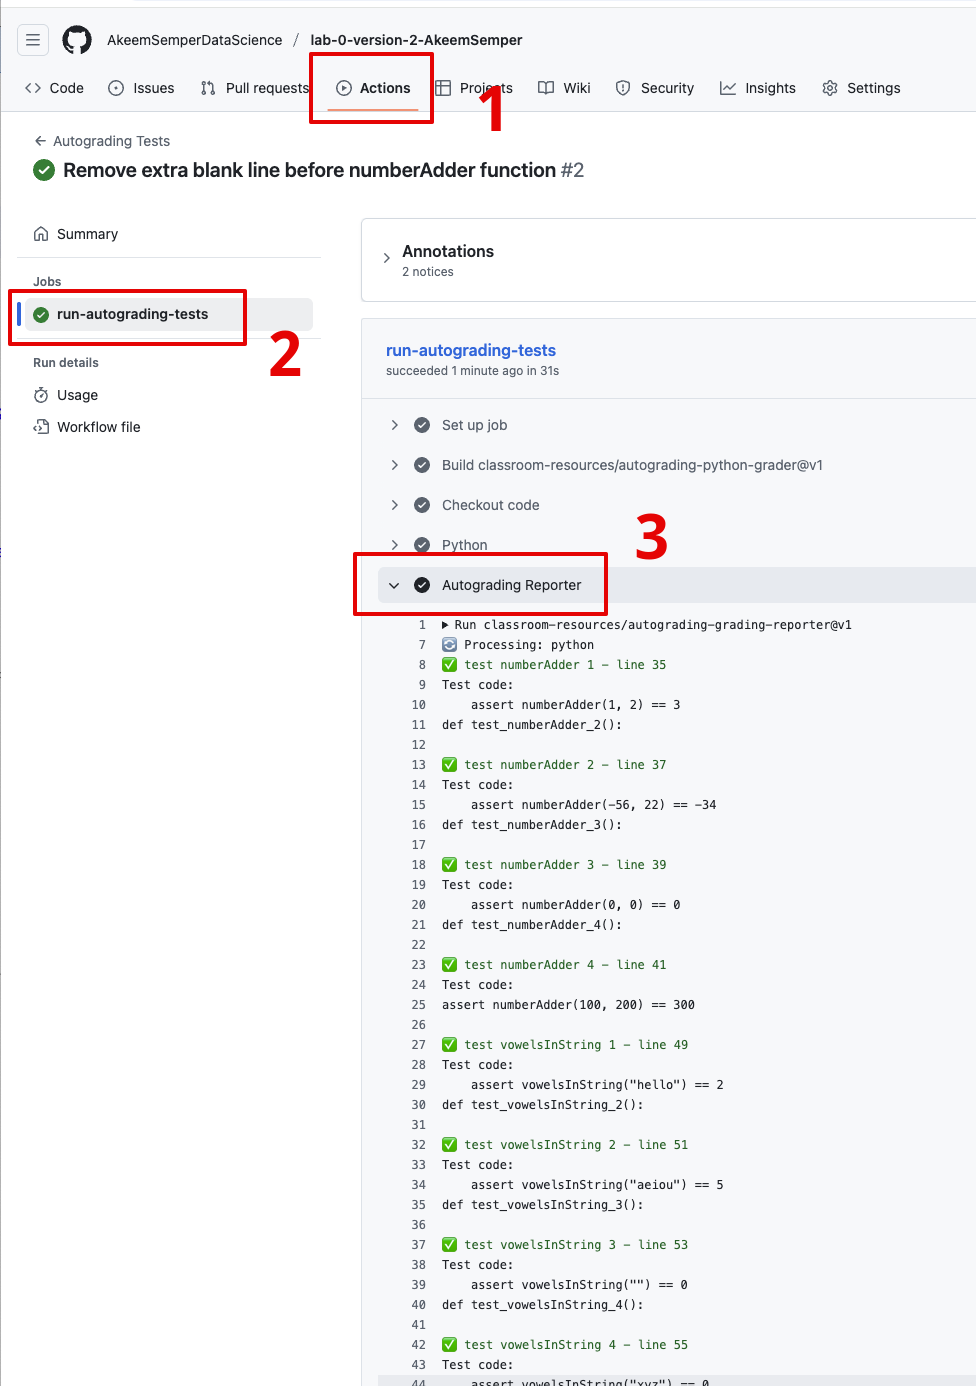 AkeemSemperDataScience / lab-0-version-2-AkeemSemper
Code Issues Pull requests Actions Projects Wiki Security Insights Settings
1
Autograding Tests
Remove extra blank line before numberAdder function #2
Summary
Jobs
run-autograding-tests
2
Run details
Usage
Workflow file
Annotations
2 notices
run-autograding-tests
succeeded 1 minute ago in 31s
Set up job
Build classroom-resources/autograding-python-grader@v1
Checkout code
Python
3
Autograding Reporter
1 Run classroom-resources/autograding-grading-reporter@v1
7 🔄 Processing: python
8 ✅ test numberAdder 1 - line 35
9 Test code:
10 assert numberAdder(1, 2) == 3
11 def test_numberAdder_2():
12
13 ✅ test numberAdder 2 - line 37
14 Test code:
15 assert numberAdder(-56, 22) == -34
16 def test_numberAdder_3():
17
18 ✅ test numberAdder 3 - line 39
19 Test code:
20 assert numberAdder(0, 0) == 0
21 def test_numberAdder_4():
22
23 ✅ test numberAdder 4 - line 41
24 Test code:
25 assert numberAdder(100, 200) == 300
26
27 ✅ test vowelsInString 1 - line 49
28 Test code:
29 assert vowelsInString("hello") == 2
30 def test_vowelsInString_2():
31
32 ✅ test vowelsInString 2 - line 51
33 Test code:
34 assert vowelsInString("aeiou") == 5
35 def test_vowelsInString_3():
36
37 ✅ test vowelsInString 3 - line 53
38 Test code:
39 assert vowelsInString("") == 0
40 def test_vowelsInString_4():
41
42 ✅ test vowelsInString 4 - line 55
43 Test code:
44 assert vowelsInString("xyz") == 0